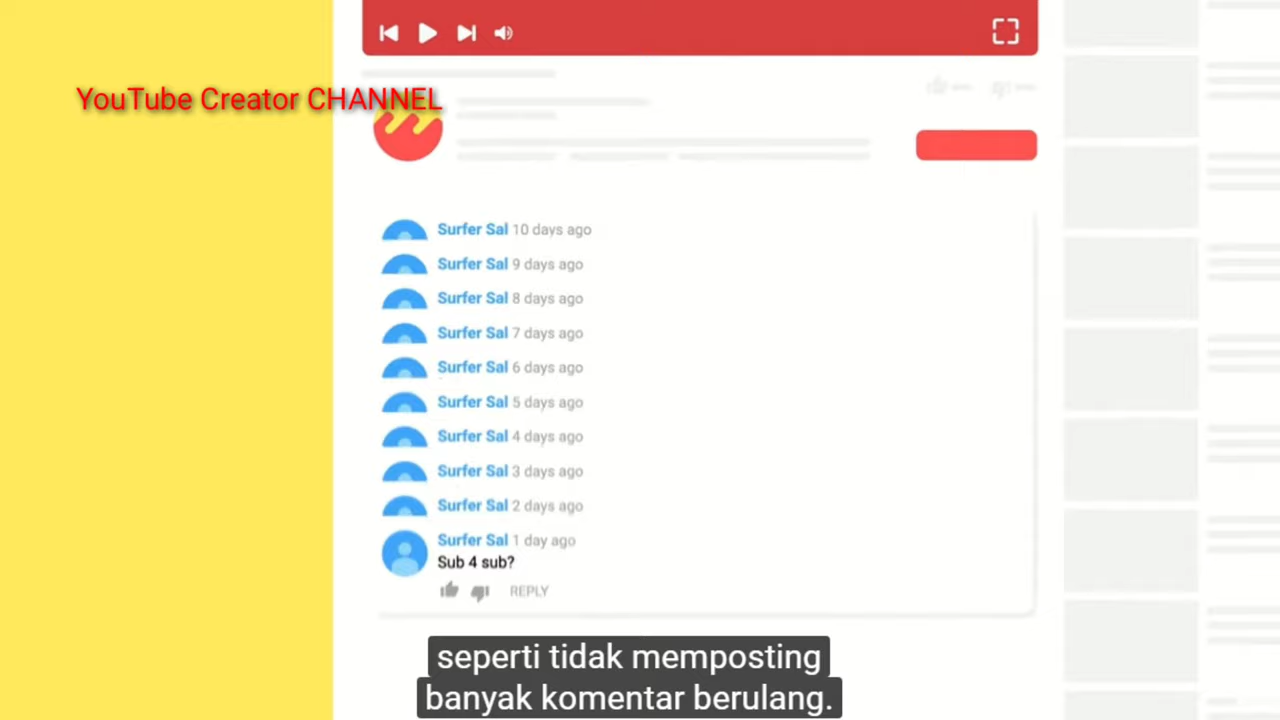 YouTube Creator CHANNEL
Surfer Sal 10 days ago
Surfer Sal 9 days ago
Surfer Sal 8 days ago
Surfer Sal 7 days ago
Surfer Sal 6 days ago
Surfer Sal 5 days ago
Surfer Sal 4 days ago
Surfer Sal 3 days ago
Surfer Sal 2 days ago
Surfer Sal 1 day ago
Sub 4 sub?
REPLY
seperti tidak memposting
banyak komentar berulang.